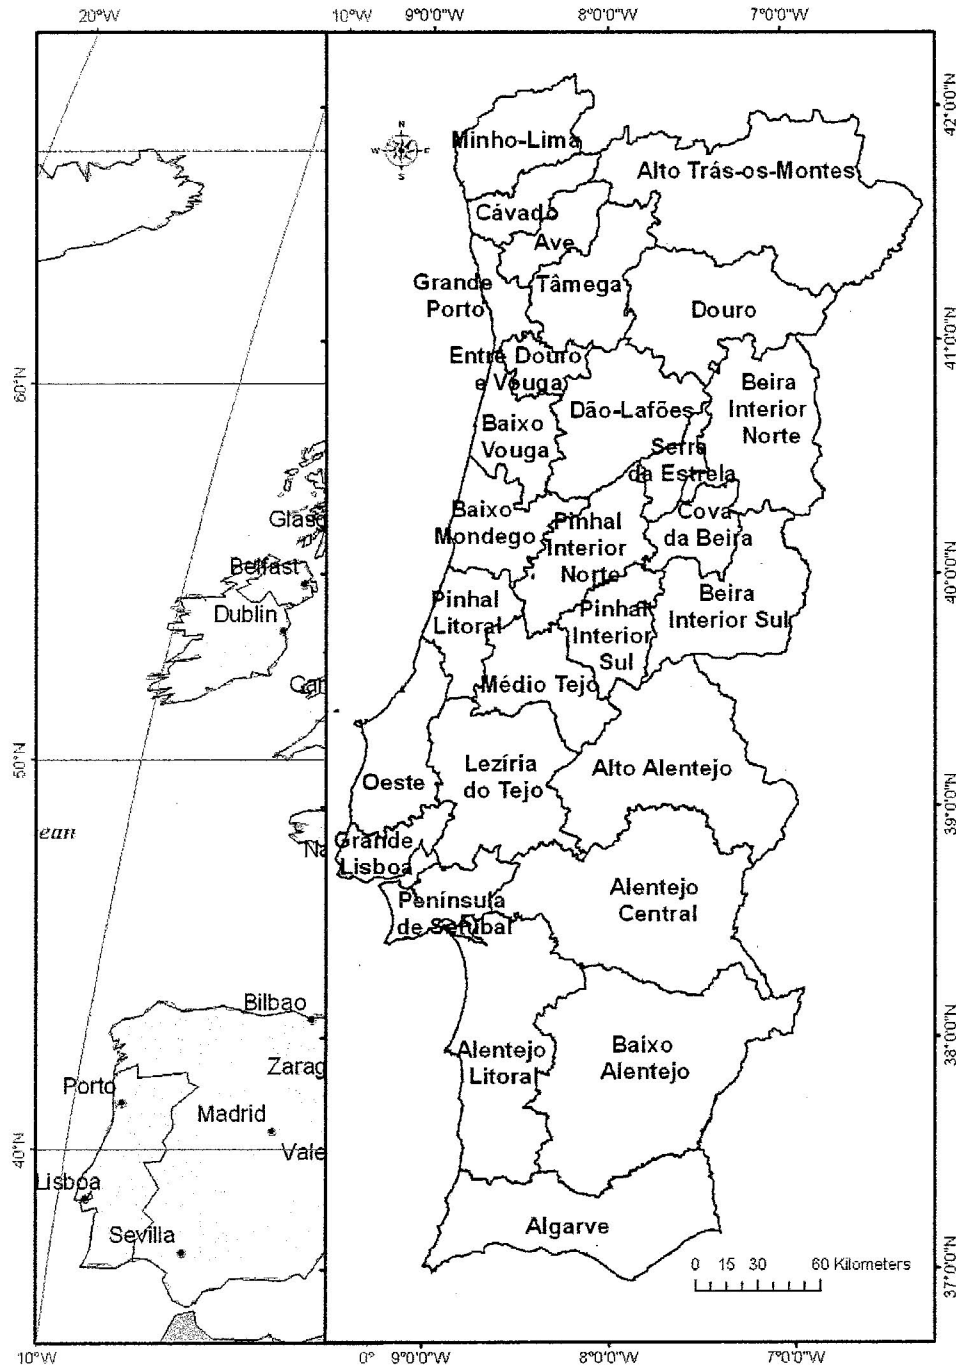 20°W
10°W
9°0'0"W
8°0'0"W
7°0'0"W
42°0'0"N
41°0'0"N
40°0'0"N
39°0'0"N
38°0'0"N
37°0'0"N
60°N
50°N
40°N
N
W E
S
Minho-Lima
Alto Trás-os-Montes
Cávado
Ave
Grande
Porto
Tâmega
Douro
Entre Douro
e Vouga
Beira
Interior
Norte
Dão-Lafões
Baixo
Vouga
Serra
da Estrela
Baixo
Mondego
Pinhal
Interior
Norte
Cova
da Beira
Pinhal
Litoral
Pinhal
Interior
Sul
Beira
Interior Sul
Médio Tejo
Oeste
Lezíria
do Tejo
Alto Alentejo
Grande
Lisboa
Península
de Setúbal
Alentejo
Central
Alentejo
Litoral
Baixo
Alentejo
Algarve
0 15 30 60 Kilometers
Glasg
Belfast
Dublin
Car
ean
Na
Bilbao
Zarag
Porto
Madrid
Vale
Lisboa
Sevilla
10°W
0°
9°0'0"W
8°0'0"W
7°0'0"W